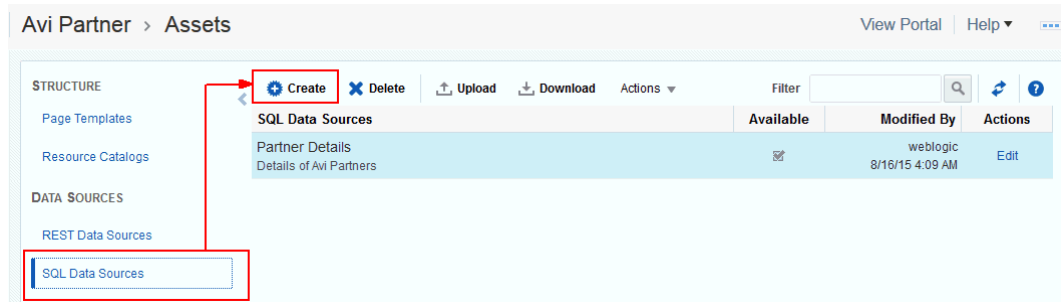 Avi Partner > Assets
View Portal Help
STRUCTURE
Page Templates
Resource Catalogs
DATA SOURCES
REST Data Sources
SQL Data Sources
Create Delete Upload Download Actions Filter
SQL Data Sources Available Modified By Actions
Partner Details
Details of Avi Partners
weblogic
8/16/15 4:09 AM
Edit